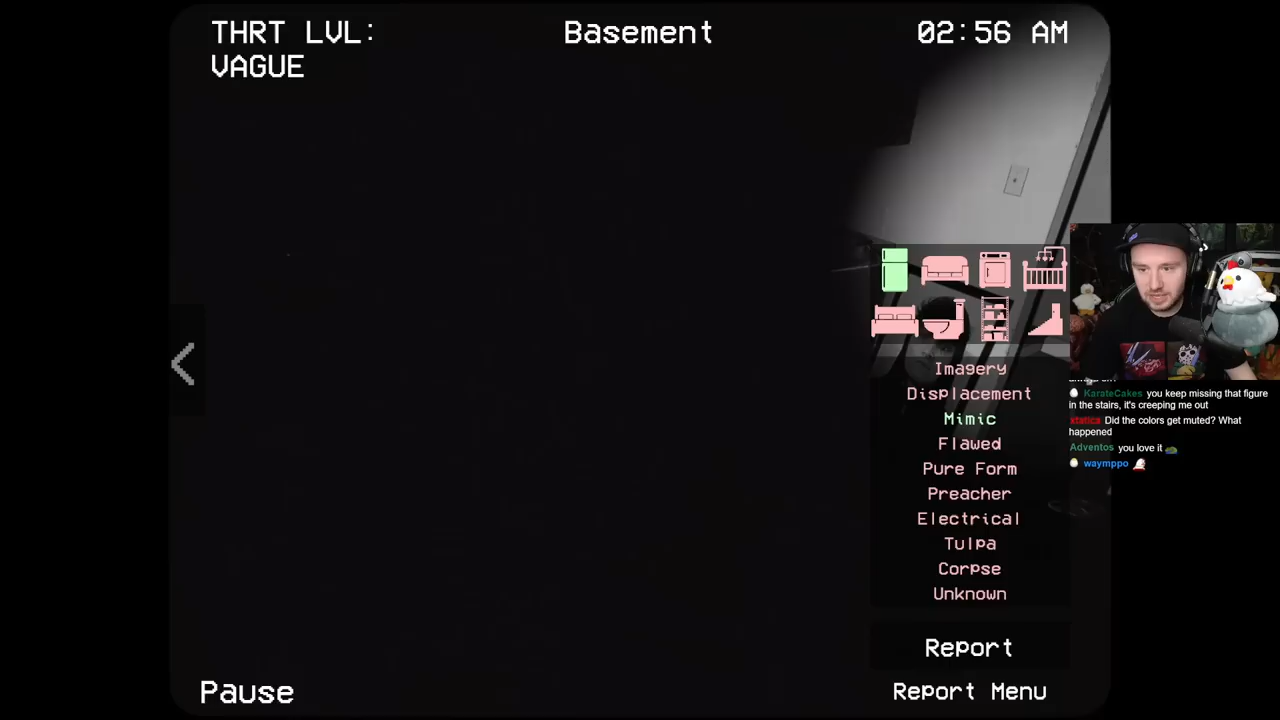 THRT LVL:
VAGUE
Basement
02:56 AM
Imagery
Displacement
Mimic
Flawed
Pure Form
Preacher
Electrical
Tulpa
Corpse
Unknown
Report
Report Menu
Pause
KarateCakes you keep missing that figure
in the stairs, it's creeping me out
xtatica Did the colors get muted? What
happened
Adventos you love it
waymppo